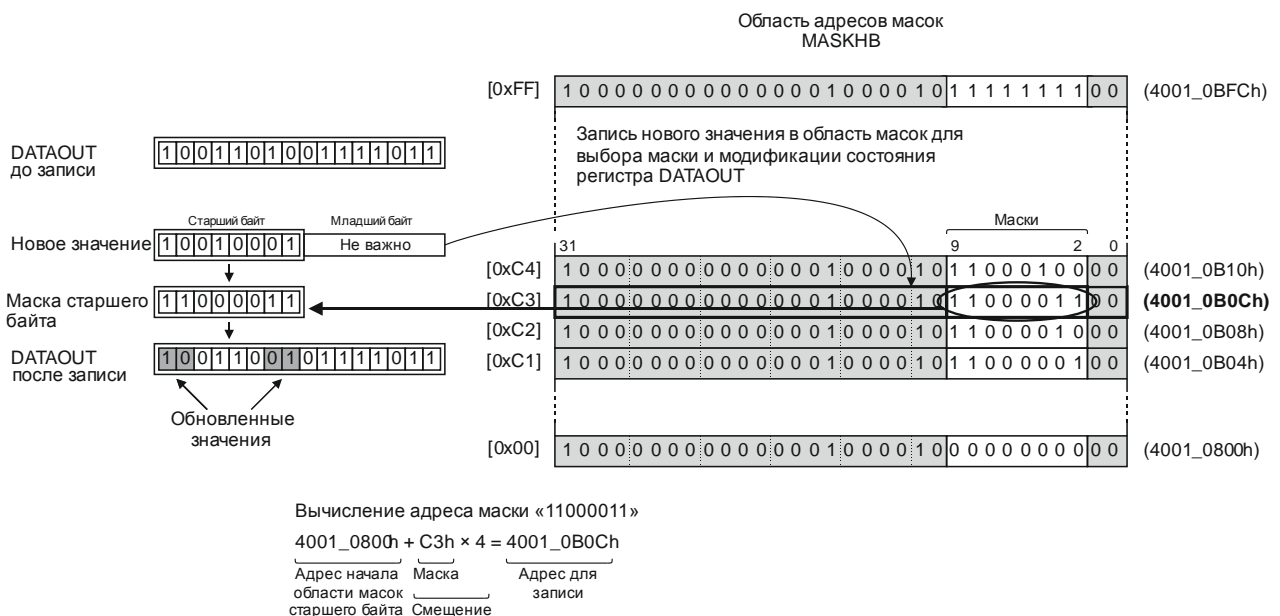 Область адресов масок
MASKHB
[0xFF] 1 0 0 0 0 0 0 0 0 0 0 0 0 0 0 1 0 0 0 0 1 0 1 1 1 1 1 1 1 1 0 0 (4001_0BFCh)
DATAOUT
до записи
1 0 0 1 1 0 1 0 0 1 1 1 1 0 1 1
Запись нового значения в область масок для
выбора маски и модификации состояния
регистра DATAOUT
Старший байт Младший байт
Новое значение 1 0 0 1 0 0 0 1 Не важно
Маски
31 9 2 0
[0xC4] 1 0 0 0 0 0 0 0 0 0 0 0 0 0 0 1 0 0 0 0 1 0 1 1 0 0 0 1 0 0 0 0 (4001_0B10h)
Маска старшего
байта
1 1 0 0 0 0 1 1
[0xC3] 1 0 0 0 0 0 0 0 0 0 0 0 0 0 0 1 0 0 0 0 1 0 1 1 0 0 0 0 1 1 0 0 (4001_0B0Ch)
[0xC2] 1 0 0 0 0 0 0 0 0 0 0 0 0 0 0 1 0 0 0 0 1 0 1 1 0 0 0 0 1 0 0 0 (4001_0B08h)
DATAOUT
после записи
1 0 0 1 1 0 0 1 0 1 1 1 1 0 1 1
[0xC1] 1 0 0 0 0 0 0 0 0 0 0 0 0 0 0 1 0 0 0 0 1 0 1 1 0 0 0 0 0 1 0 0 (4001_0B04h)
Обновленные
значения
[0x00] 1 0 0 0 0 0 0 0 0 0 0 0 0 0 0 1 0 0 0 0 1 0 0 0 0 0 0 0 0 0 0 0 (4001_0800h)
Вычисление адреса маски «11000011»
4001_0800h + C3h × 4 = 4001_0B0Ch
Адрес начала Маска Адрес для
области масок записи
старшего байта Смещение